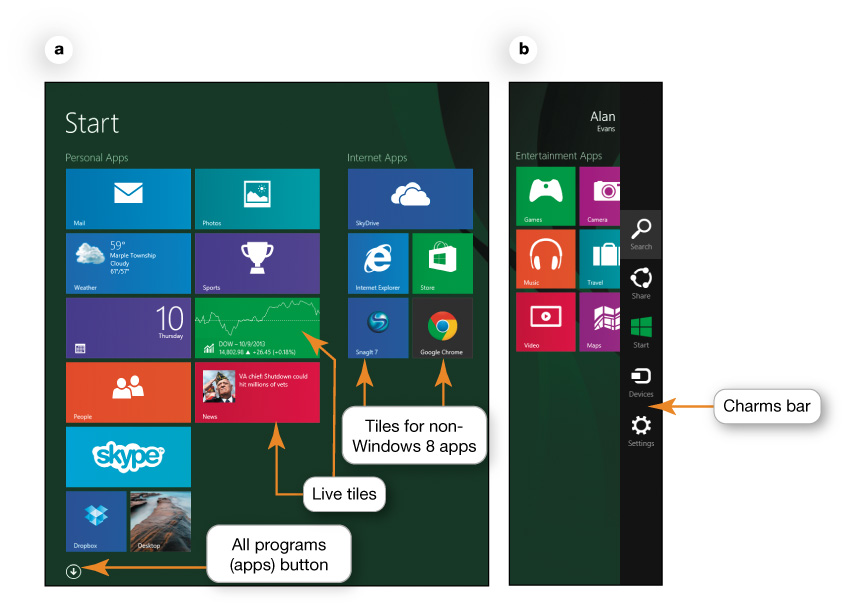 a
b
Start
Personal Apps
Internet Apps
Mail
Photos
SkyDrive
59°
Marple Township
Cloudy
67°/57°
Weather
Sports
Internet Explorer
Store
10
Thursday
DOW – 10/9/2013
14,802.98 ▲ +26.45 (+0.18%)
SnagIt 7
Google Chrome
People
VA chief: Shutdown could
hit millions of vets
News
skype
Dropbox
Desktop
Tiles for non-
Windows 8 apps
Live tiles
All programs
(apps) button
Alan
Evans
Entertainment Apps
Games
Camera
Music
Travel
Video
Maps
Search
Share
Start
Devices
Settings
Charms bar